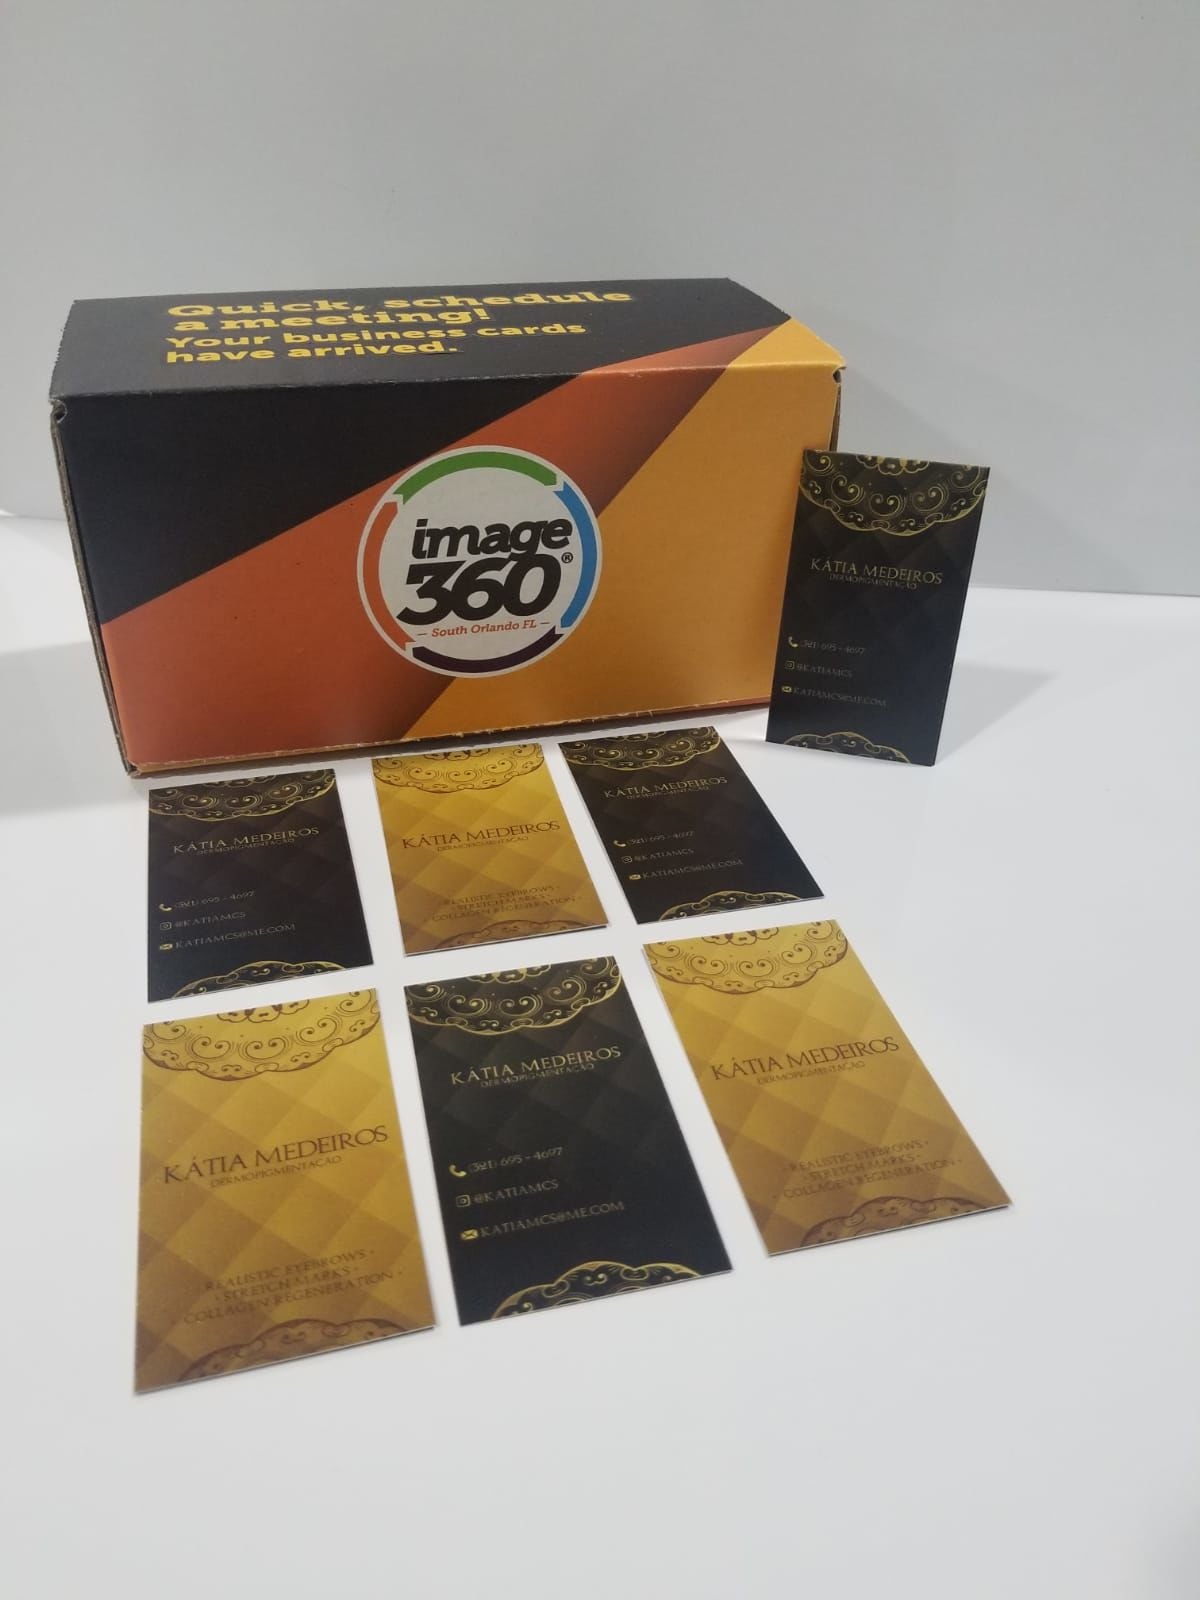 Quick, schedule
a meeting!
Your business cards
have arrived.
image
360®
— South Orlando FL —
KÁTIA MEDEIROS
DERMOPIGMENTAÇÃO
(321) 695 - 4697
@KATIAMCS
KATIAMCS@ME.COM
KÁTIA MEDEIROS
DERMOPIGMENTAÇÃO
(321) 695 - 4697
@KATIAMCS
KATIAMCS@ME.COM
KÁTIA MEDEIROS
DERMOPIGMENTAÇÃO
• REALISTIC EYEBROWS •
• STRETCH MARKS •
• COLLAGEN REGENERATION •
KÁTIA MEDEIROS
DERMOPIGMENTAÇÃO
(321) 695 - 4697
@KATIAMCS
KATIAMCS@ME.COM
KÁTIA MEDEIROS
DERMOPIGMENTAÇÃO
• REALISTIC EYEBROWS •
• STRETCH MARKS •
• COLLAGEN REGENERATION •
KÁTIA MEDEIROS
DERMOPIGMENTAÇÃO
(321) 695 - 4697
@KATIAMCS
KATIAMCS@ME.COM
KÁTIA MEDEIROS
DERMOPIGMENTAÇÃO
• REALISTIC EYEBROWS •
• STRETCH MARKS •
• COLLAGEN REGENERATION •